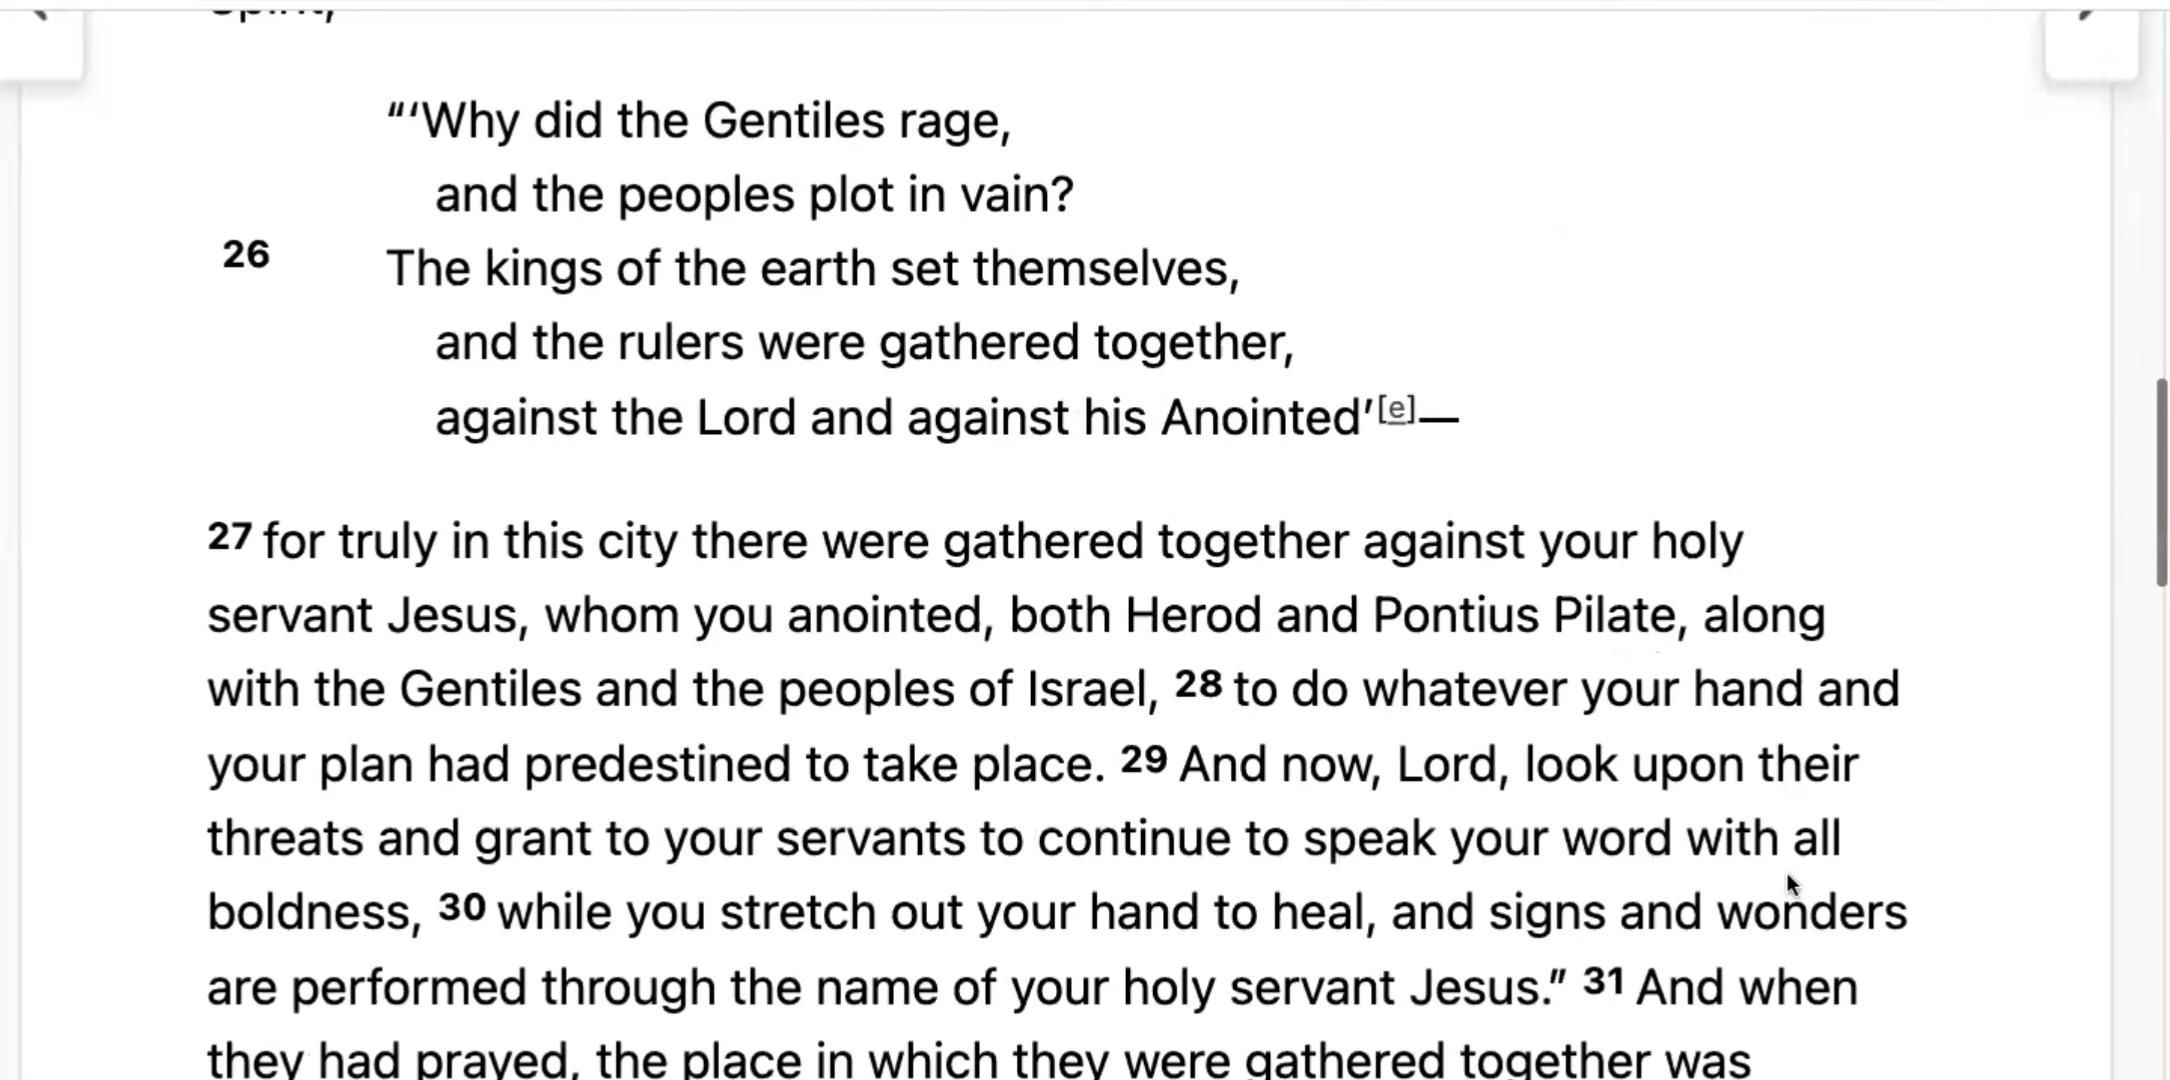 Spirit,
“‘Why did the Gentiles rage,
and the peoples plot in vain?
26 The kings of the earth set themselves,
and the rulers were gathered together,
against the Lord and against his Anointed’[e]—
27 for truly in this city there were gathered together against your holy
servant Jesus, whom you anointed, both Herod and Pontius Pilate, along
with the Gentiles and the peoples of Israel, 28 to do whatever your hand and
your plan had predestined to take place. 29 And now, Lord, look upon their
threats and grant to your servants to continue to speak your word with all
boldness, 30 while you stretch out your hand to heal, and signs and wonders
are performed through the name of your holy servant Jesus.” 31 And when
they had prayed, the place in which they were gathered together was